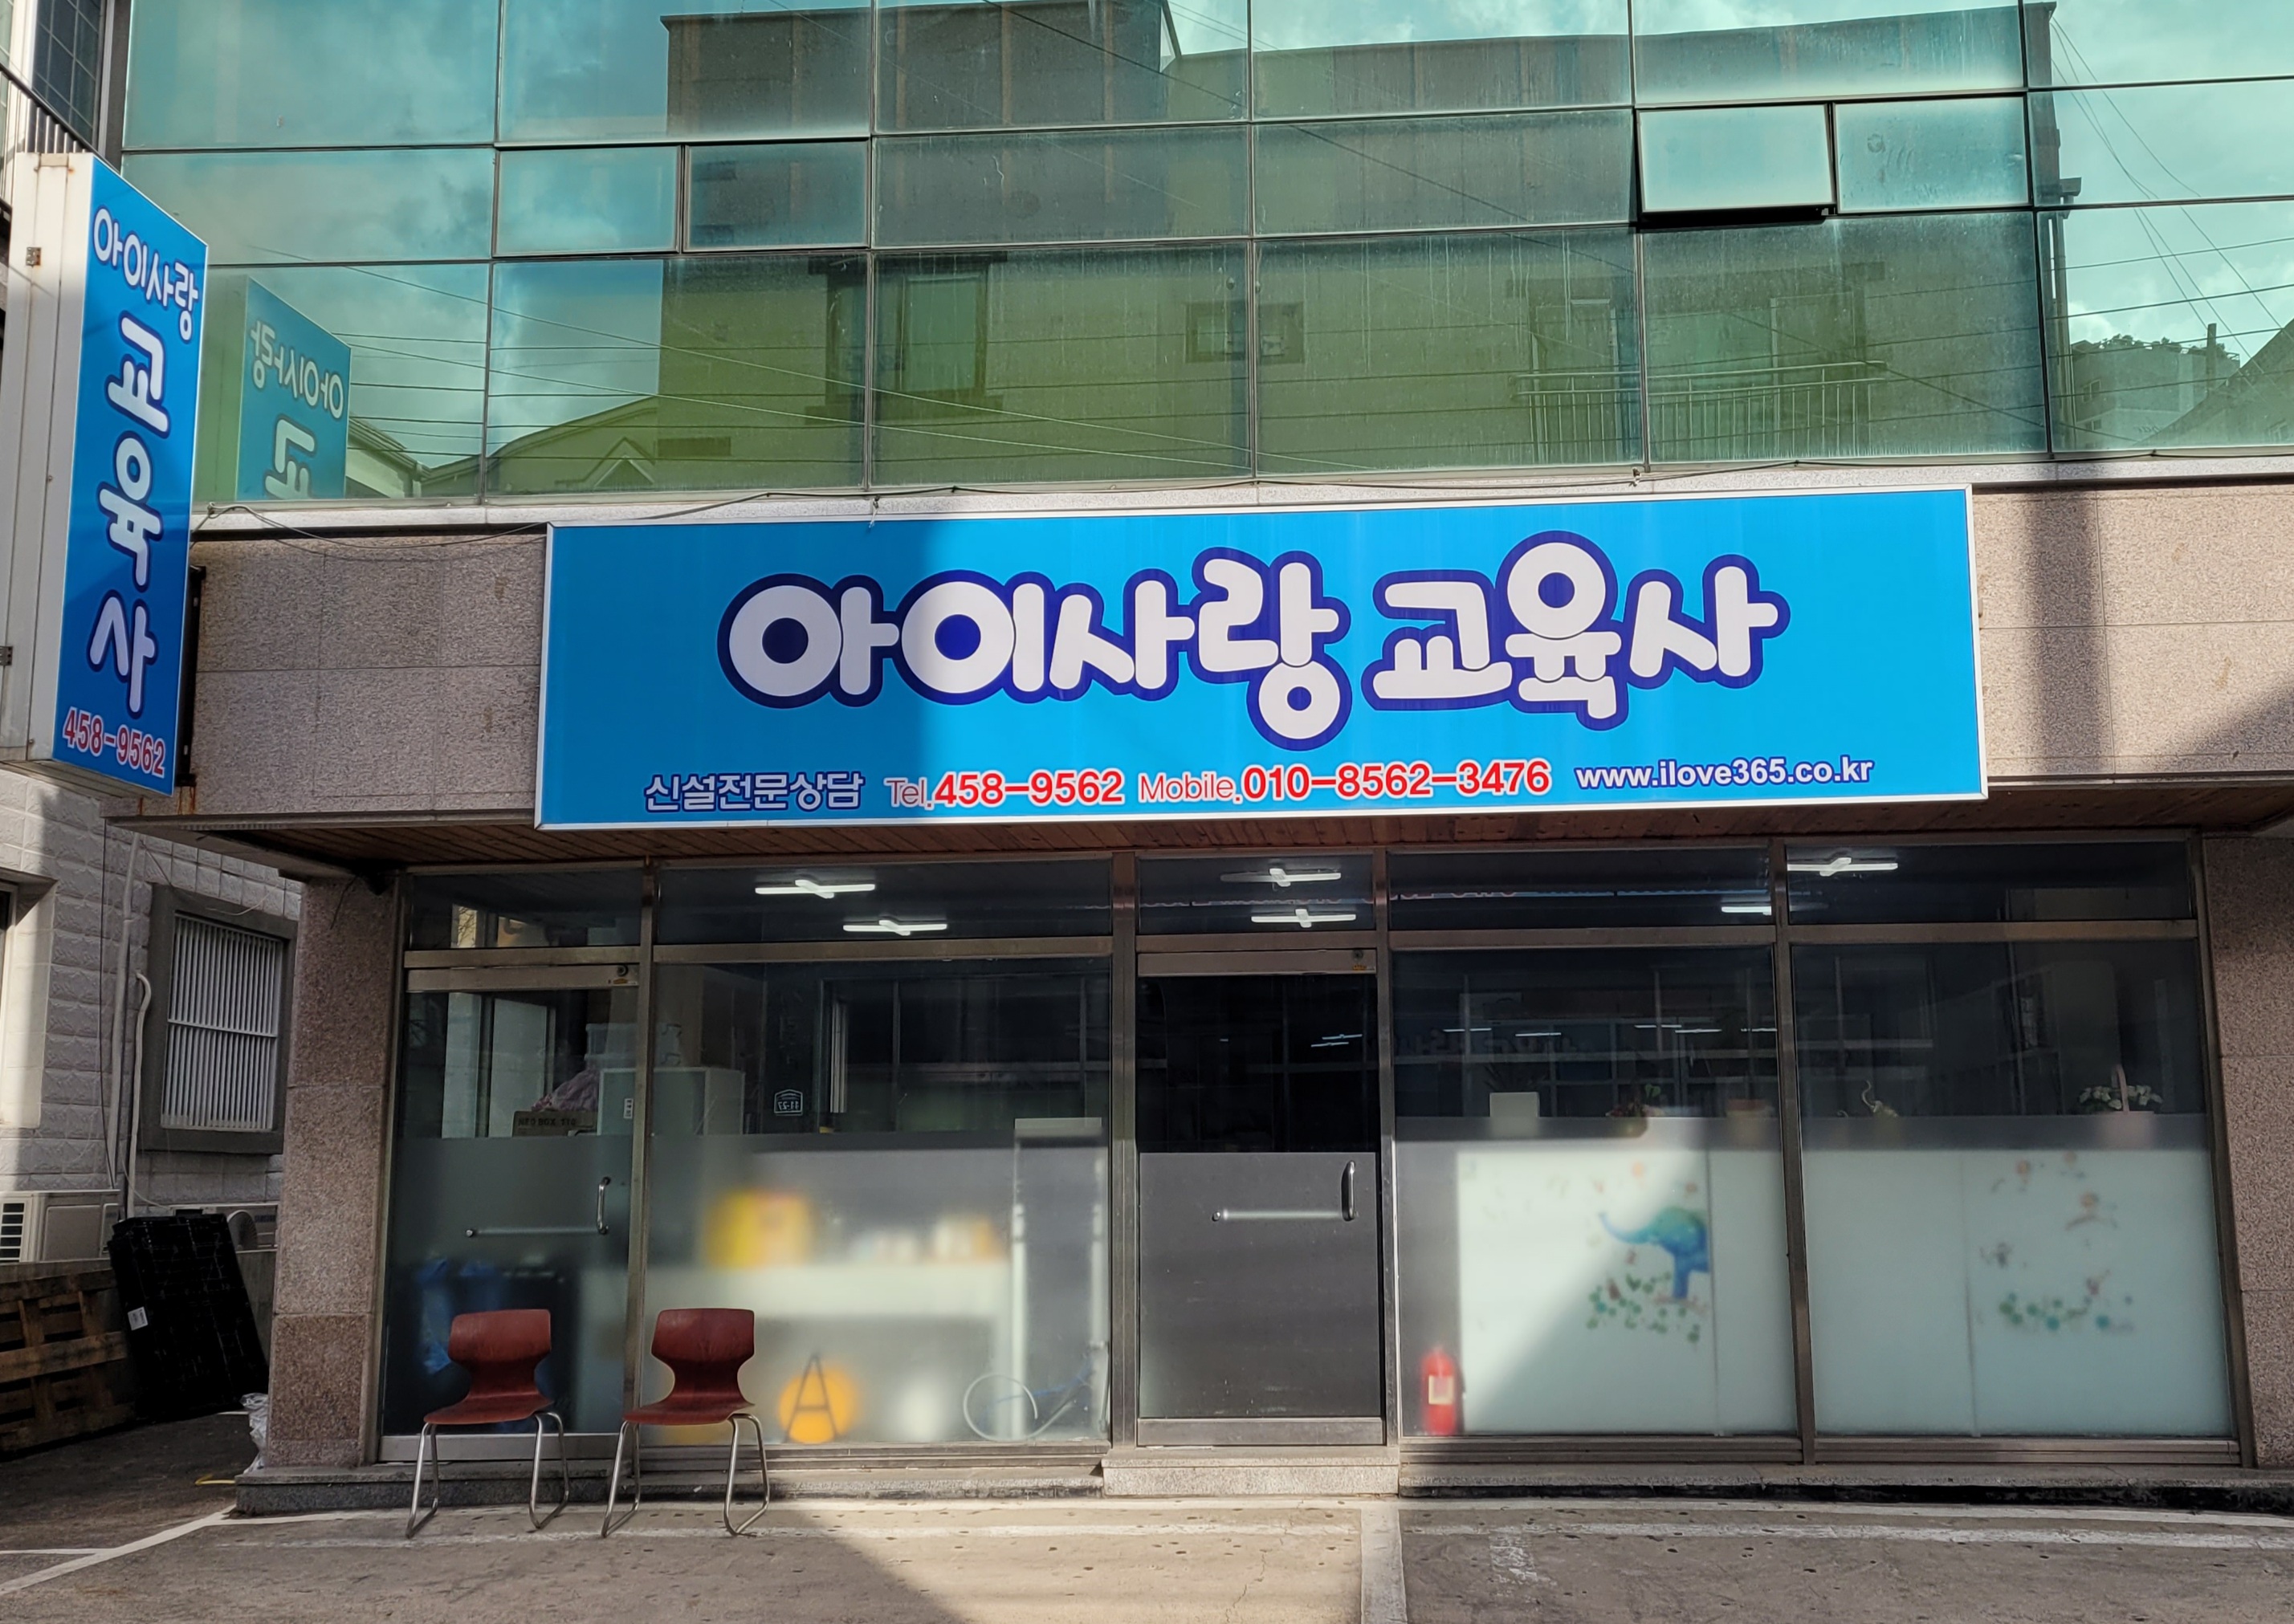 아이사랑
교육사
458-9562
아이사랑 교육사
신설전문상담 Tel.458-9562 Mobile.010-8562-3476 www.ilove365.co.kr